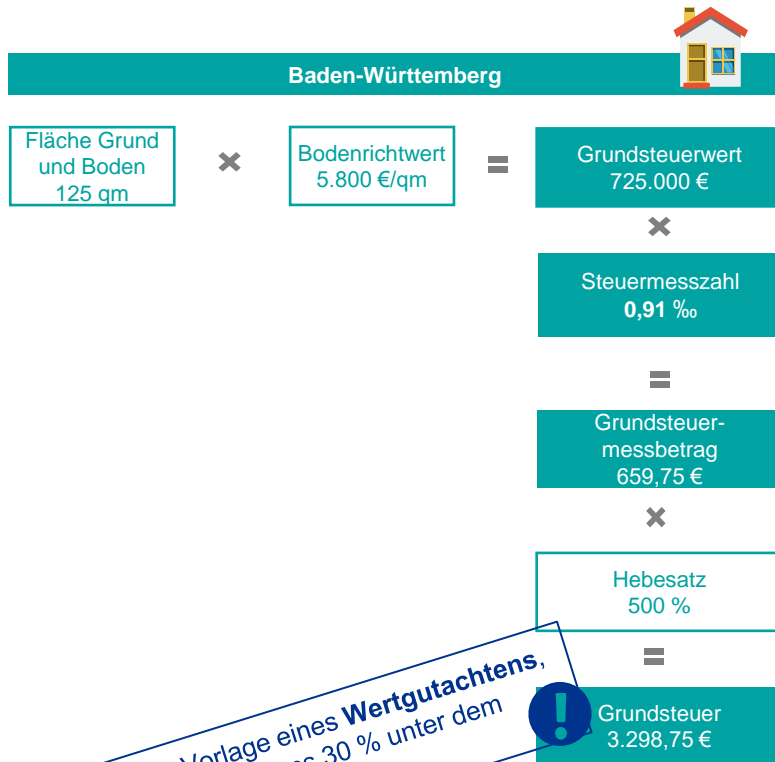 Baden-Württemberg
Fläche Grund
und Boden
125 qm
Bodenrichtwert
5.800 €/qm
Grundsteuerwert
725.000 €
Steuermesszahl
0,91 ‰
Grundsteuer-
messbetrag
659,75 €
Hebesatz
500 %
Vorlage eines Wertgutachtens,
30 % unter dem
Grundsteuer
3.298,75 €